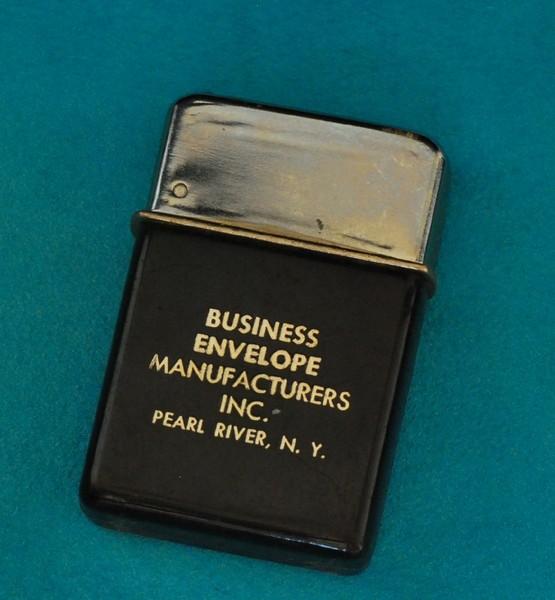 BUSINESS
ENVELOPE
MANUFACTURERS
INC.
PEARL RIVER, N. Y.